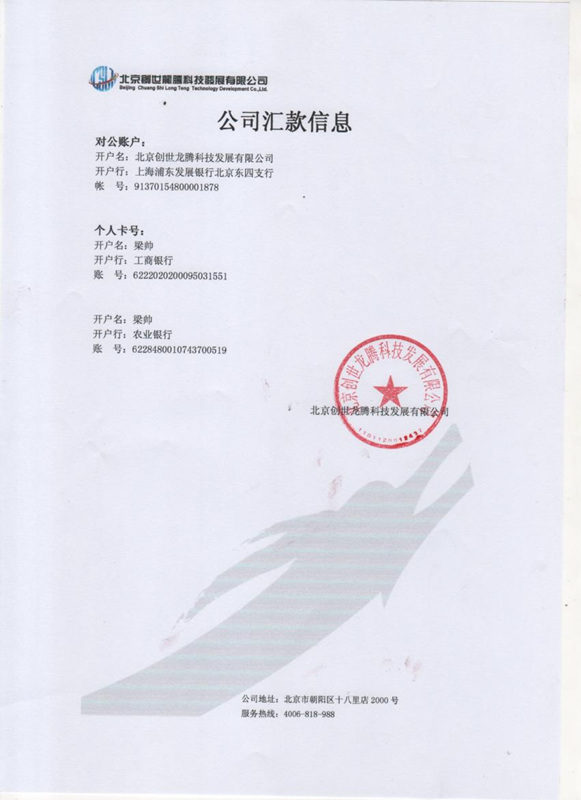 北京创世龍腾科技发展有限公司
Beijing Chuang Shi Long Teng Technology Development Co.,Ltd.
公司汇款信息
对公账户：
开户名：北京创世龙腾科技发展有限公司
开户行：上海浦东发展银行北京东四支行
帐 号：91370154800001878
个人卡号：
开户名：梁帅
开户行：工商银行
账 号：6222020200095031551
开户名：梁帅
开户行：农业银行
账 号：6228480010743700519
北京创世龙腾科技发展有限公司
北京创世龙腾科技发展有限公司
公司地址：北京市朝阳区十八里店 2000 号
服务热线：4006-818-988